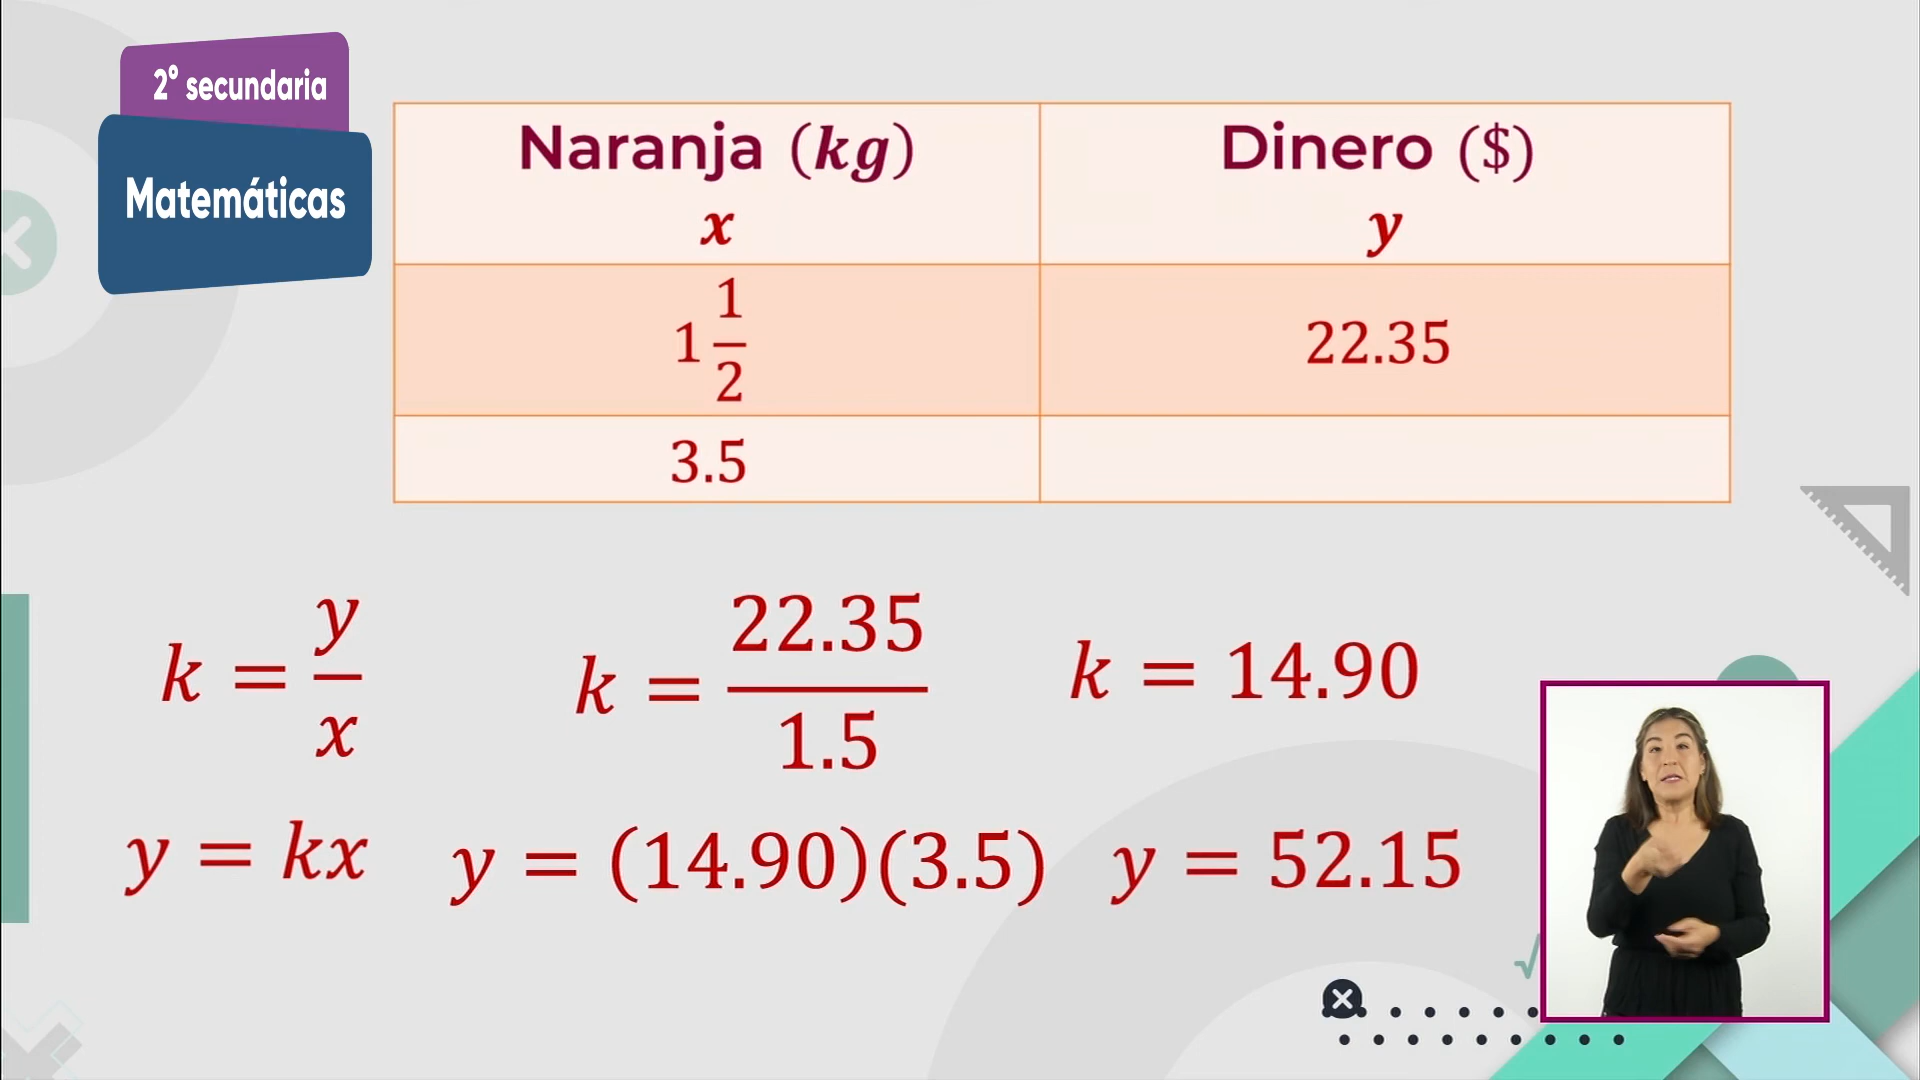 2° secundaria
Matemáticas
Naranja (kg)
x
Dinero ($)
y
1 1/2
22.35
3.5
k = y/x
k = 22.35/1.5
k = 14.90
y = kx
y = (14.90)(3.5)
y = 52.15